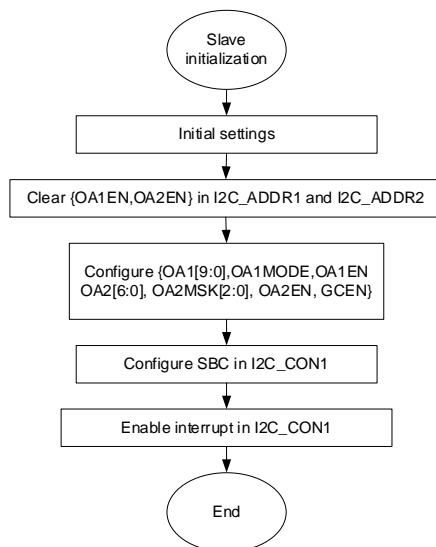 Slave
initialization
Initial settings
Clear {OA1EN,OA2EN} in I2C_ADDR1 and I2C_ADDR2
Configure {OA1[9:0],OA1MODE,OA1EN
OA2[6:0], OA2MSK[2:0], OA2EN, GCEN}
Configure SBC in I2C_CON1
Enable interrupt in I2C_CON1
End